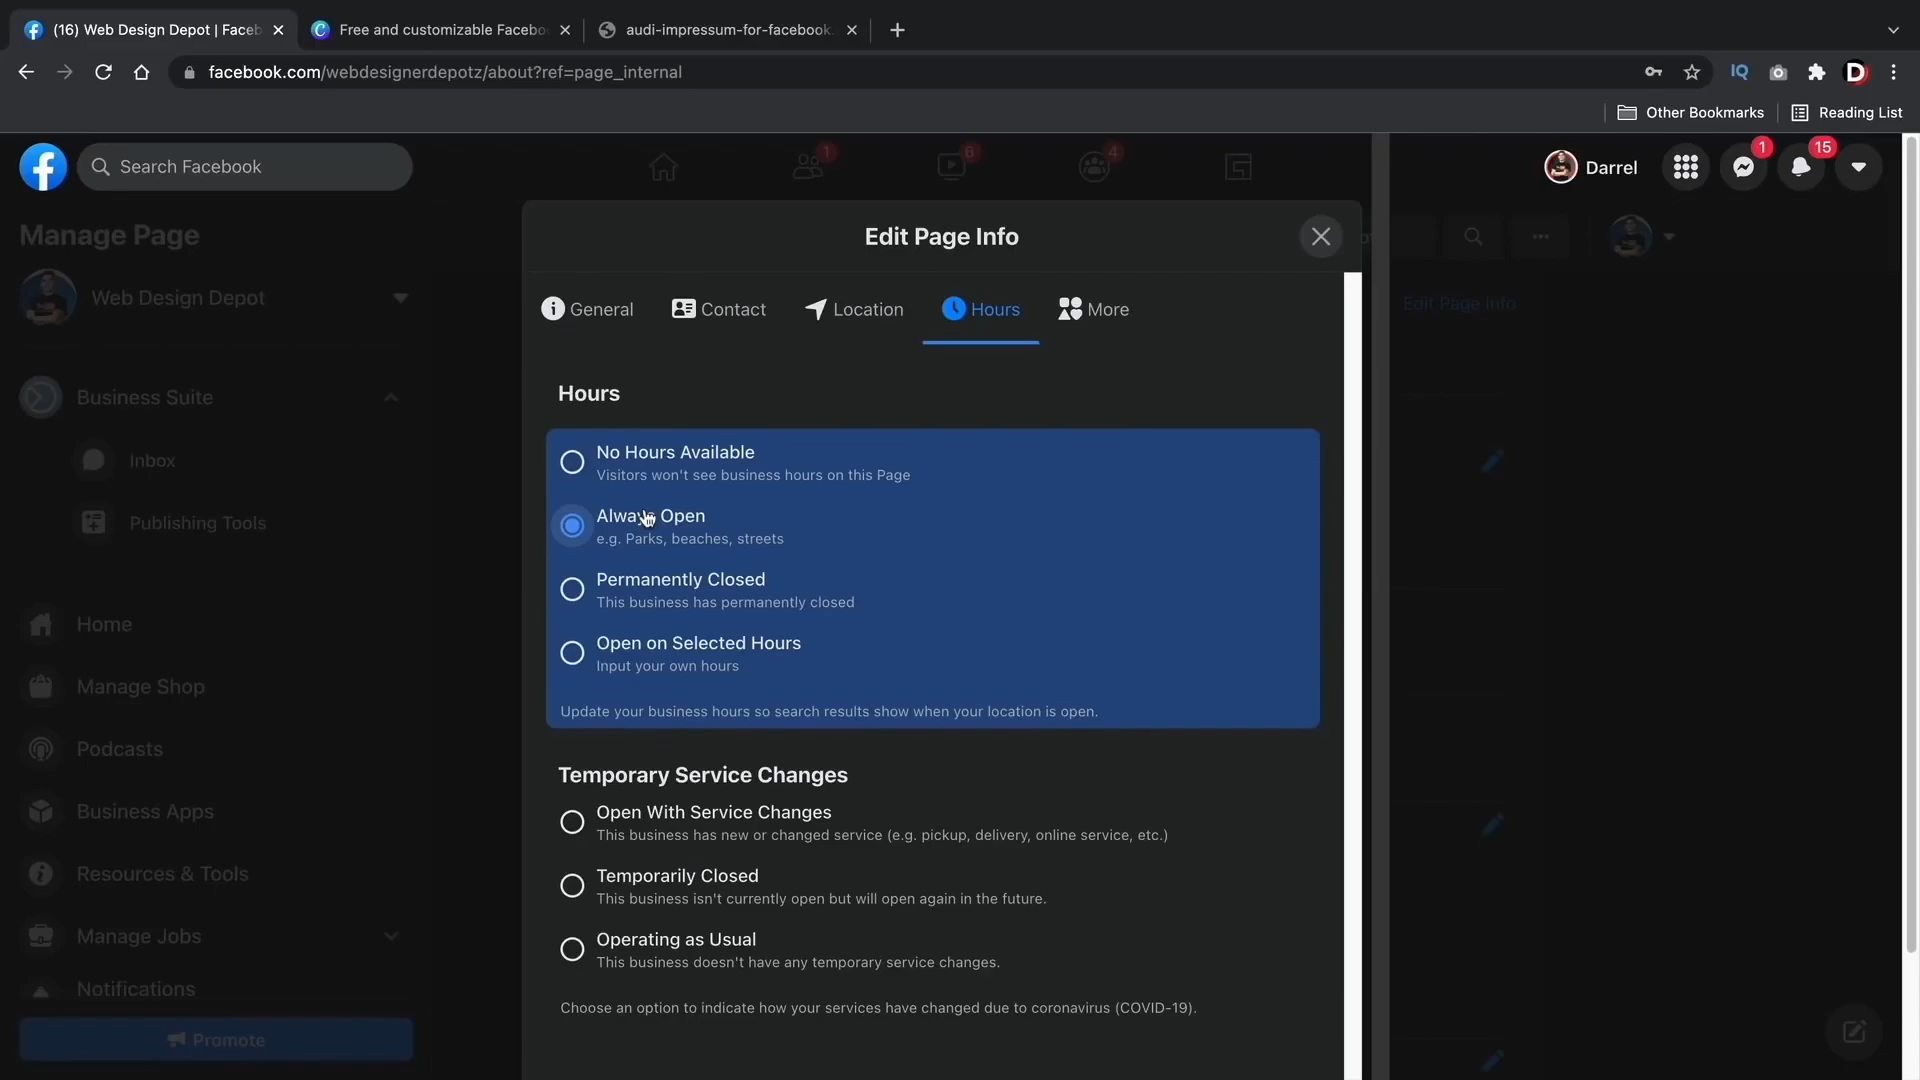 (16) Web Design Depot | Faceb
Free and customizable Facebo
audi-impressum-for-facebook.
facebook.com/webdesignerdepotz/about?ref=page_internal
IQ
D
Other Bookmarks
Reading List
Search Facebook
1
6
4
Darrel
1
15
Manage Page
Web Design Depot
Business Suite
Inbox
Publishing Tools
Home
Manage Shop
Podcasts
Business Apps
Resources & Tools
Manage Jobs
Notifications
Promote
Edit Page Info
General
Contact
Location
Hours
More
Edit Page Info
Hours
No Hours Available
Visitors won't see business hours on this Page
Always Open
e.g. Parks, beaches, streets
Permanently Closed
This business has permanently closed
Open on Selected Hours
Input your own hours
Update your business hours so search results show when your location is open.
Temporary Service Changes
Open With Service Changes
This business has new or changed service (e.g. pickup, delivery, online service, etc.)
Temporarily Closed
This business isn't currently open but will open again in the future.
Operating as Usual
This business doesn't have any temporary service changes.
Choose an option to indicate how your services have changed due to coronavirus (COVID-19).